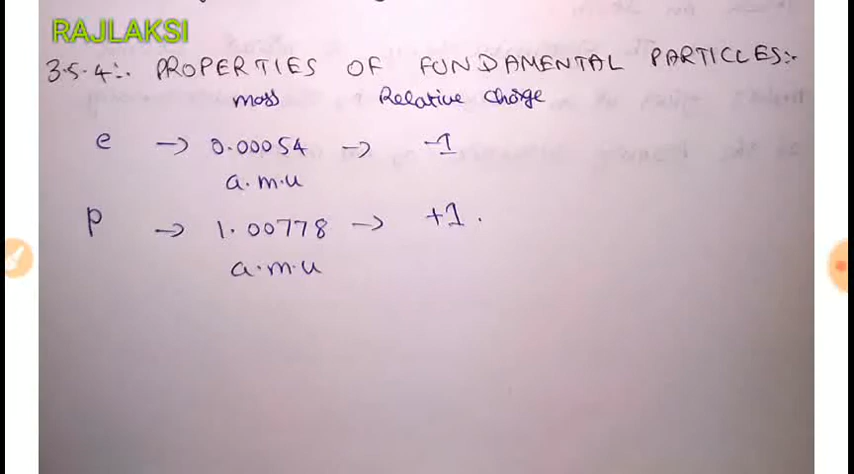 RAJLAKSI
3.5.4:. PROPERTIES OF FUNDAMENTAL PARTICLES:-
mass Relative charge
e → 0.00054 → -1
a.m.u
P → 1.00778 → +1.
a.m.u